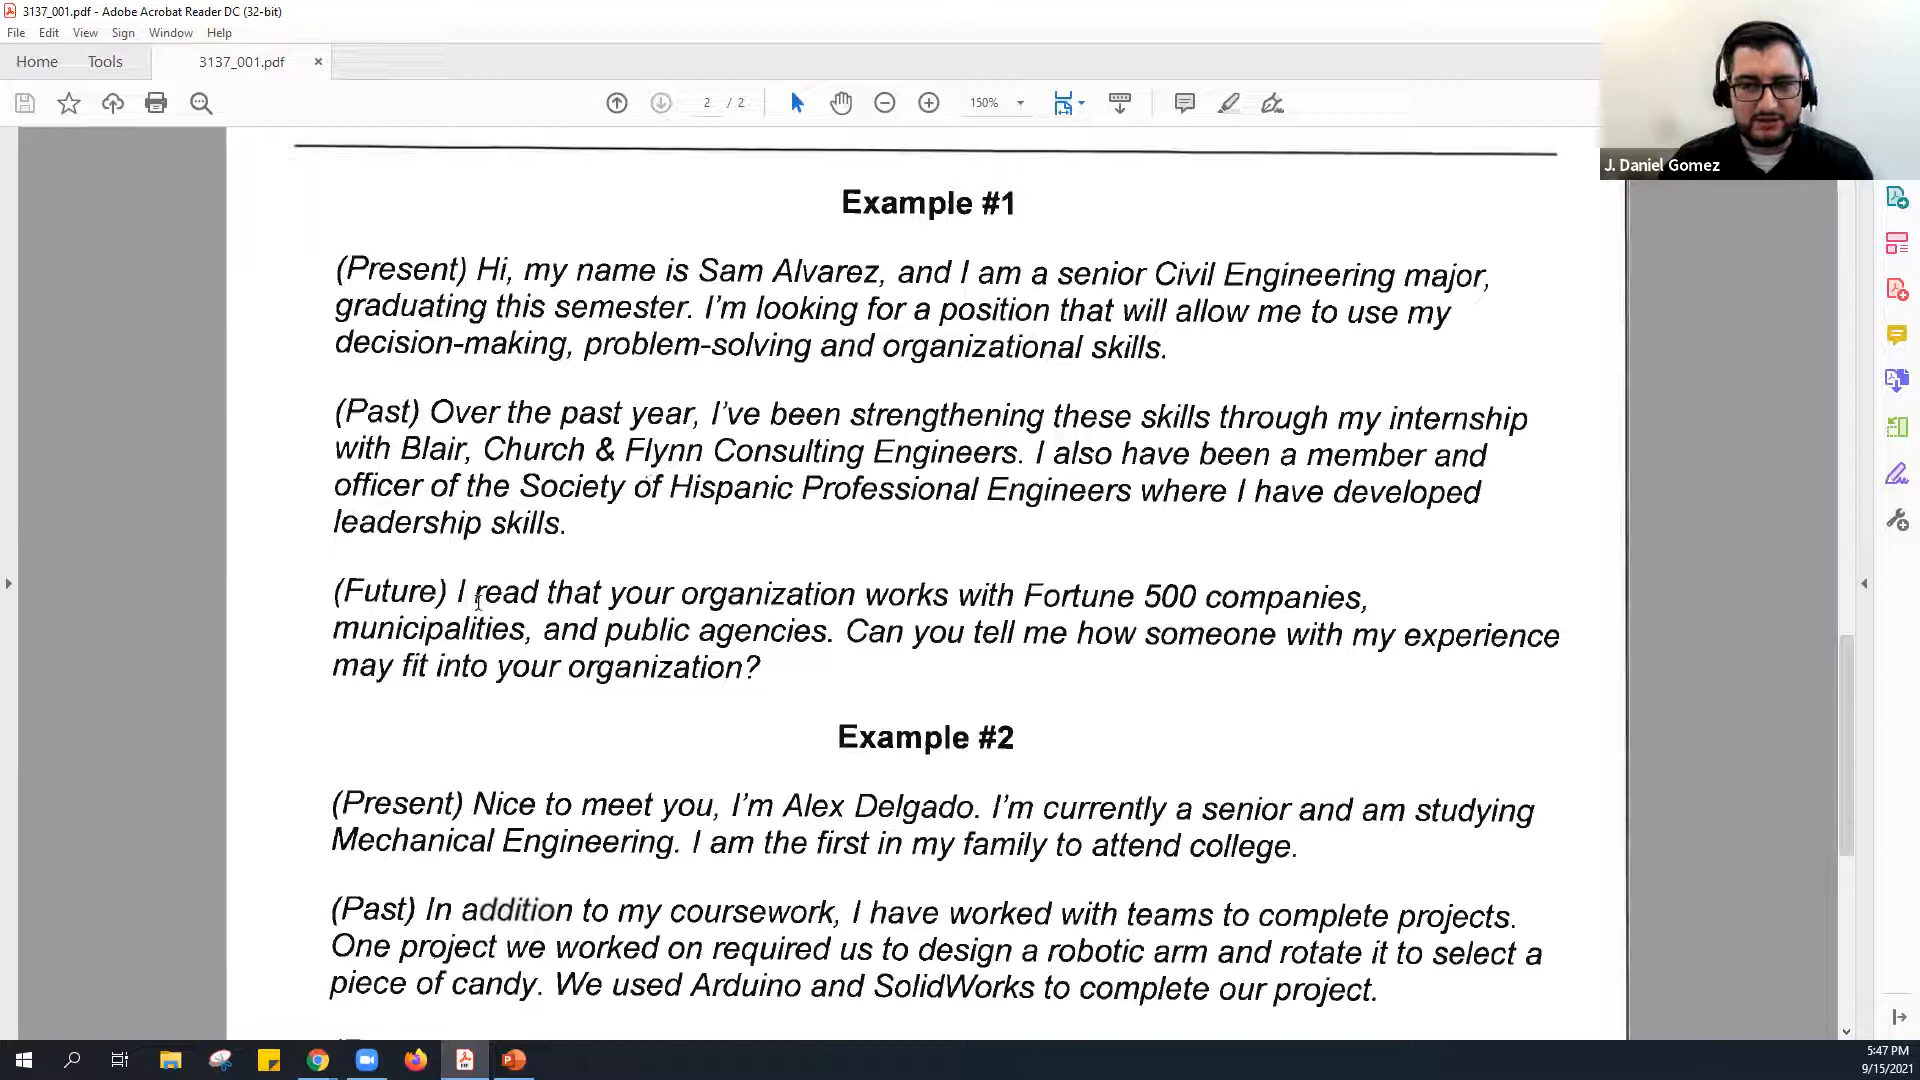 3137_001.pdf - Adobe Acrobat Reader DC (32-bit)
File Edit View Sign Window Help
Home Tools 3137_001.pdf ×
2 / 2 150%
J. Daniel Gomez
Example #1
(Present) Hi, my name is Sam Alvarez, and I am a senior Civil Engineering major,
graduating this semester. I'm looking for a position that will allow me to use my
decision-making, problem-solving and organizational skills.
(Past) Over the past year, I've been strengthening these skills through my internship
with Blair, Church & Flynn Consulting Engineers. I also have been a member and
officer of the Society of Hispanic Professional Engineers where I have developed
leadership skills.
(Future) I read that your organization works with Fortune 500 companies,
municipalities, and public agencies. Can you tell me how someone with my experience
may fit into your organization?
Example #2
(Present) Nice to meet you, I'm Alex Delgado. I'm currently a senior and am studying
Mechanical Engineering. I am the first in my family to attend college.
(Past) In addition to my coursework, I have worked with teams to complete projects.
One project we worked on required us to design a robotic arm and rotate it to select a
piece of candy. We used Arduino and SolidWorks to complete our project.
5:47 PM
9/15/2021